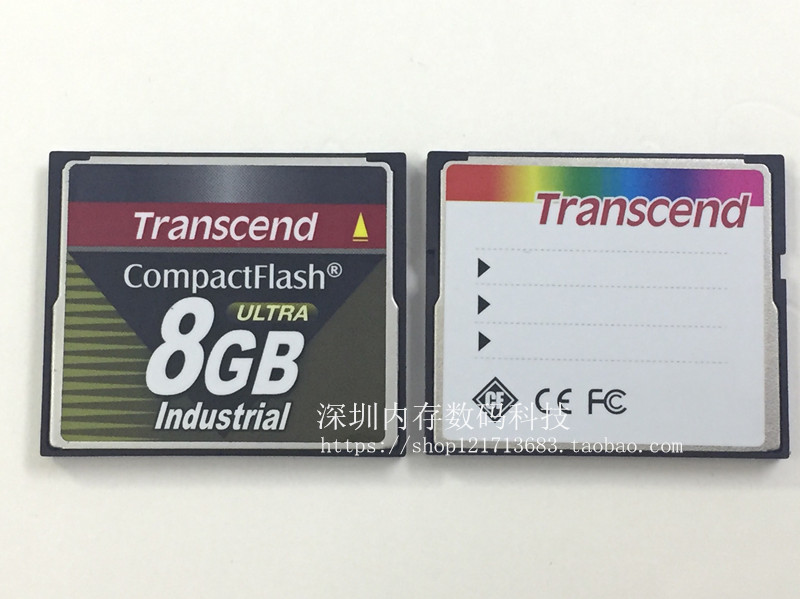 Transcend
CompactFlash®
ULTRA
8GB
Industrial
Transcend
CE CE FC
深圳内存数码科技
https://shop121713683.taobao.com